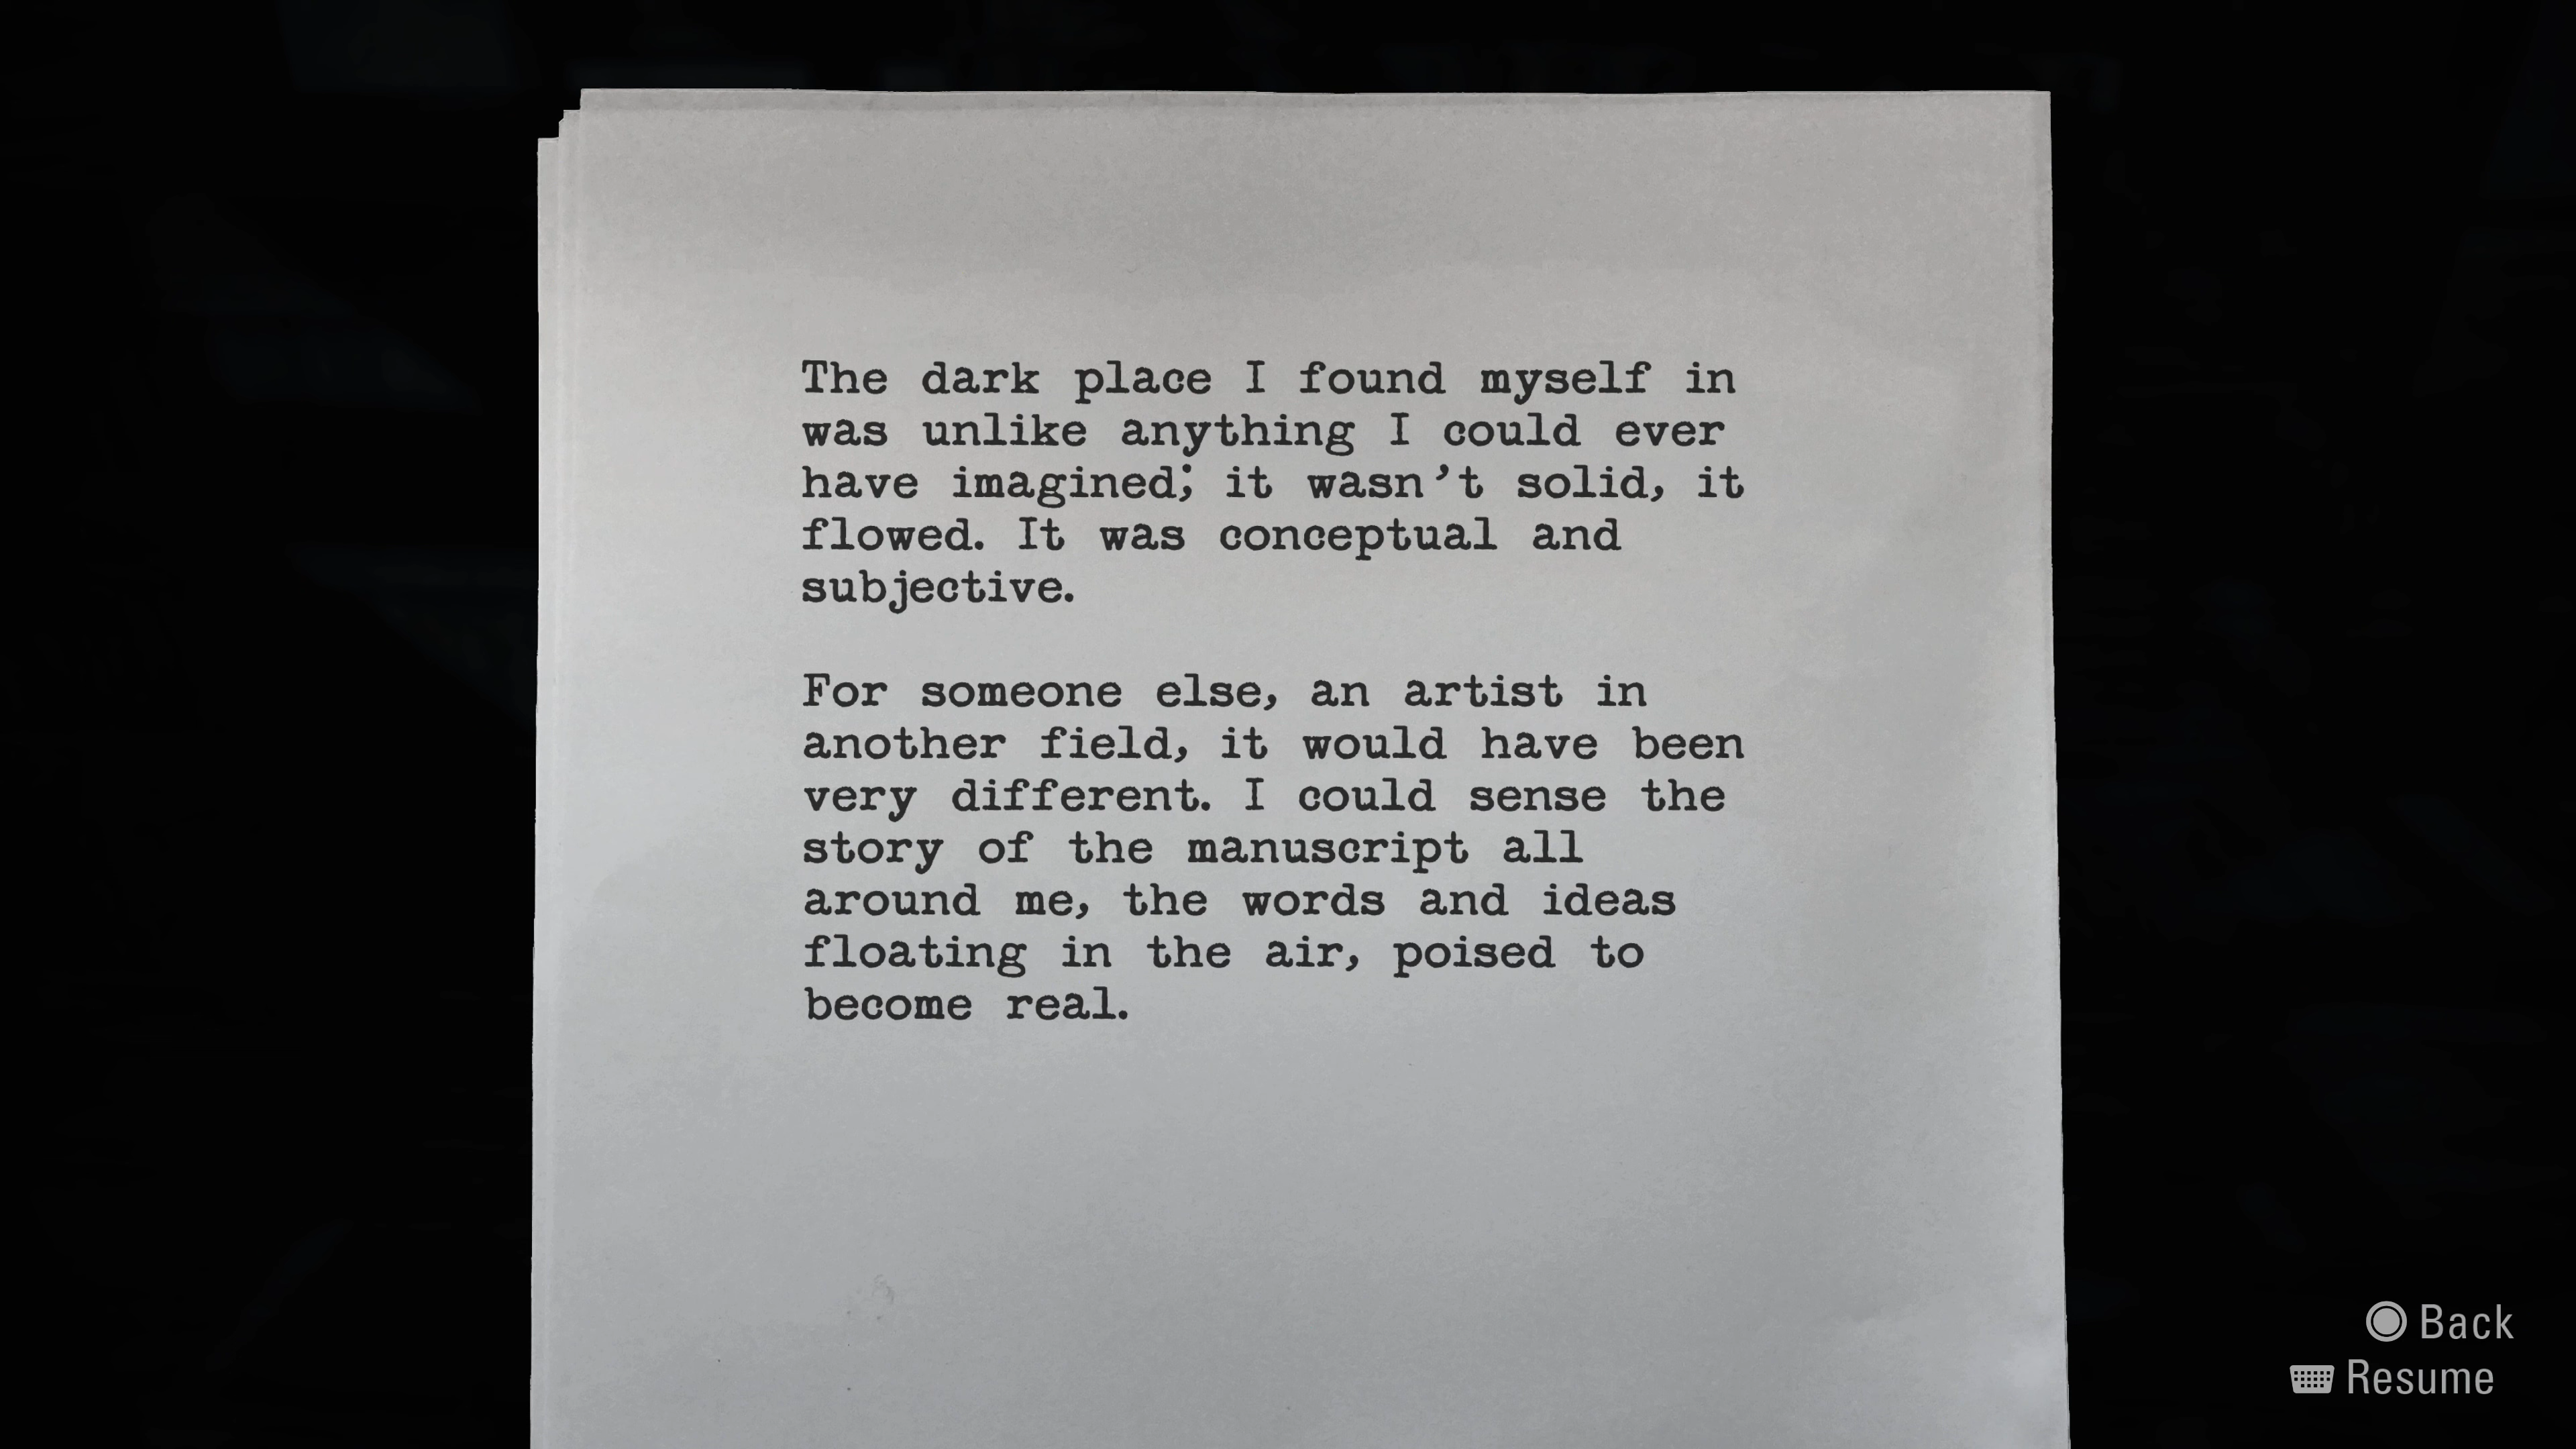 The dark place I found myself in
was unlike anything I could ever
have imagined; it wasn't solid, it
flowed. It was conceptual and
subjective.
For someone else, an artist in
another field, it would have been
very different. I could sense the
story of the manuscript all
around me, the words and ideas
floating in the air, poised to
become real.
Back
Resume